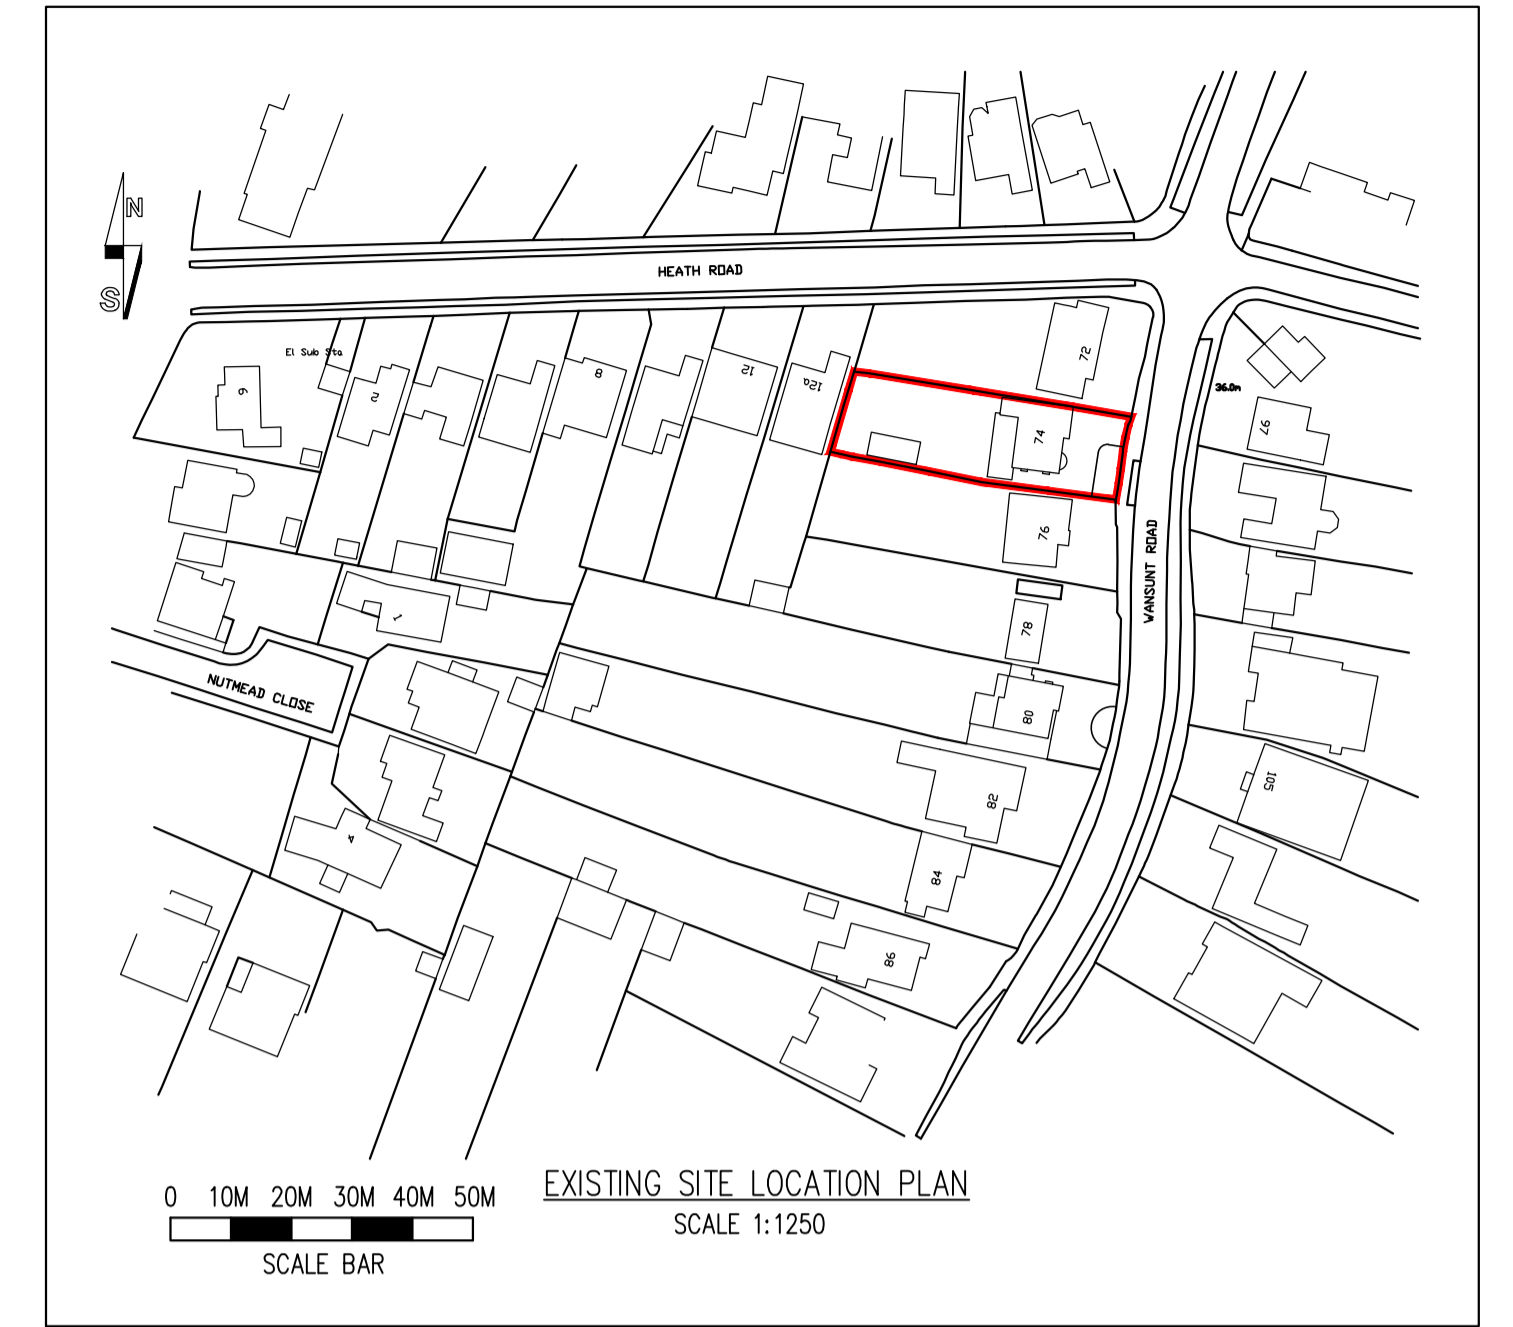 N
S
HEATH ROAD
El Sub Sta
72
36.0m
8
12
12a
6
2
97
74
76
WANSUNT ROAD
1
78
NUTMEAD CLOSE
80
105
82
4
84
86
EXISTING SITE LOCATION PLAN
0 10M 20M 30M 40M 50M
SCALE 1:1250
SCALE BAR